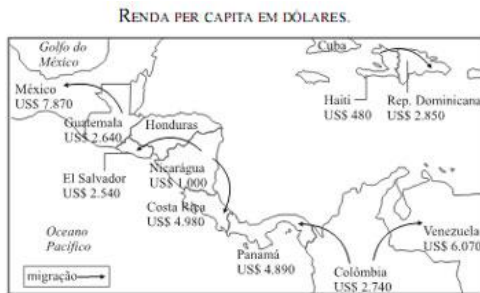 RENDA PER CAPITA EM DÓLARES.
Golfo do
México
Cuba
México
US$ 7.870
Haiti
US$ 480
Rep. Dominicana
US$ 2.850
Guatemala
US$ 2.640
Honduras
El Salvador
US$ 2.540
Nicarágua
US$ 1.000
Costa Rica
US$ 4.980
Oceano
Pacífico
Panamá
US$ 4.890
Venezuela
US$ 6.070
Colômbia
US$ 2.740
migração